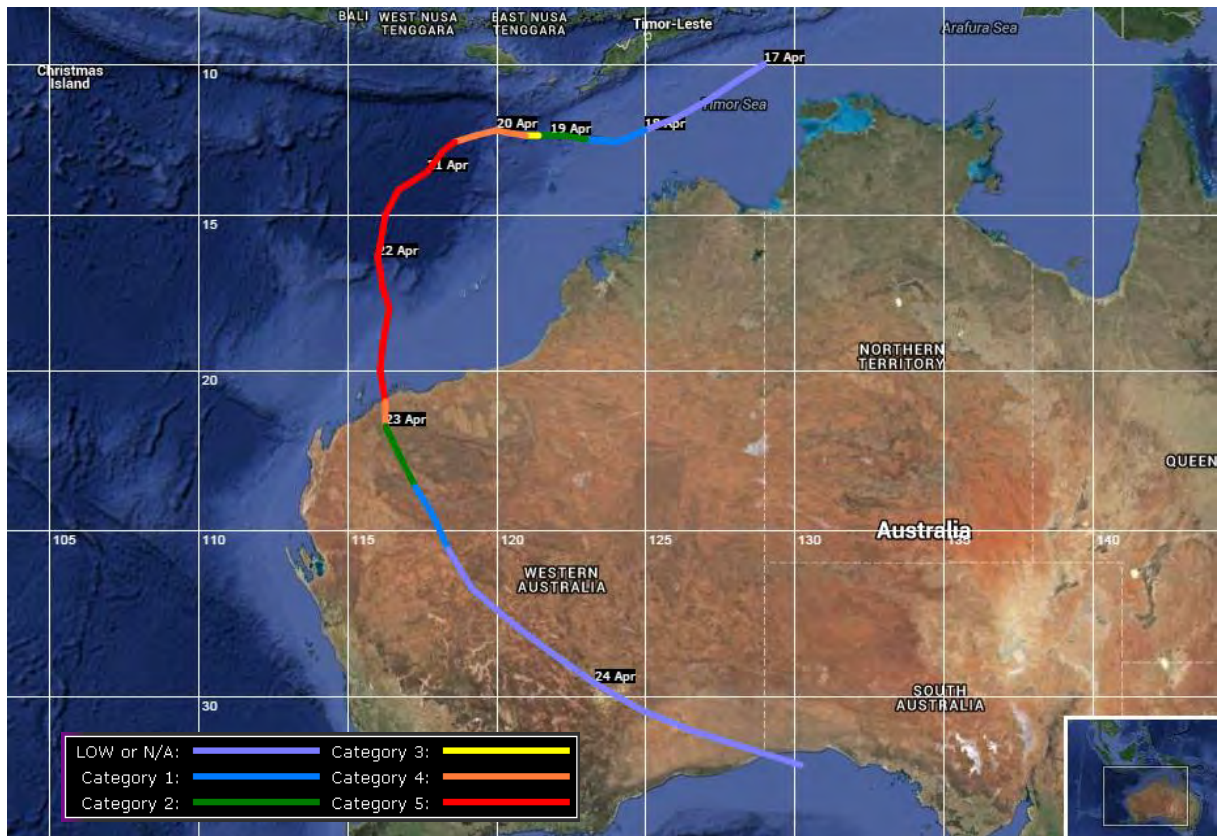 BALI WEST NUSA TENGGARA
EAST NUSA TENGGARA
Timor-Leste
Arafura Sea
Christmas Island
10
17 Apr
Timor Sea
20 Apr
19 Apr
18 Apr
21 Apr
15
22 Apr
NORTHERN TERRITORY
20
23 Apr
QUEEN
Australia
105
110
115
120
125
130
135
140
WESTERN AUSTRALIA
24 Apr
SOUTH AUSTRALIA
30
LOW or N/A:
Category 3:
Category 1:
Category 4:
Category 2:
Category 5: